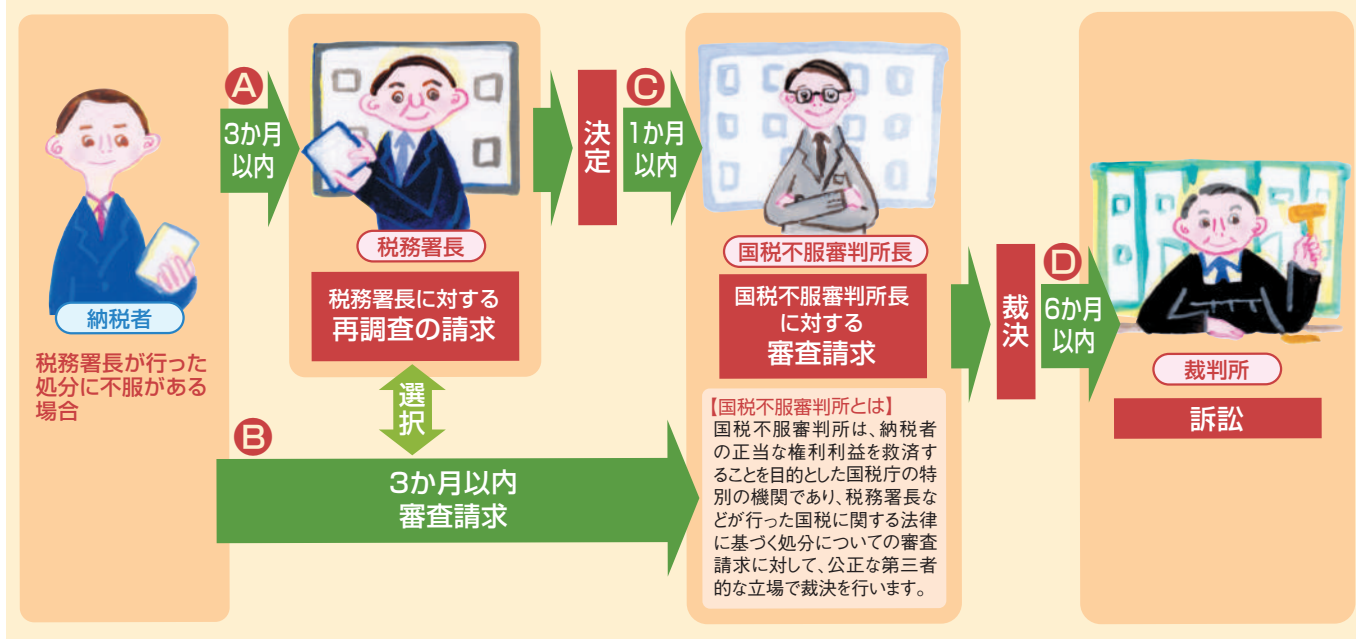 納税者
税務署長が行った
処分に不服がある
場合
A
3か月
以内
税務署長
税務署長に対する
再調査の請求
選択
B
3か月以内
審査請求
決定
C
1か月
以内
国税不服審判所長
国税不服審判所長
に対する
審査請求
【国税不服審判所とは】
国税不服審判所は、納税者
の正当な権利利益を救済す
ることを目的とした国税庁の特
別の機関であり、税務署長な
どが行った国税に関する法律
に基づく処分についての審査
請求に対して、公正な第三者
的な立場で裁決を行います。
裁決
D
6か月
以内
裁判所
訴訟